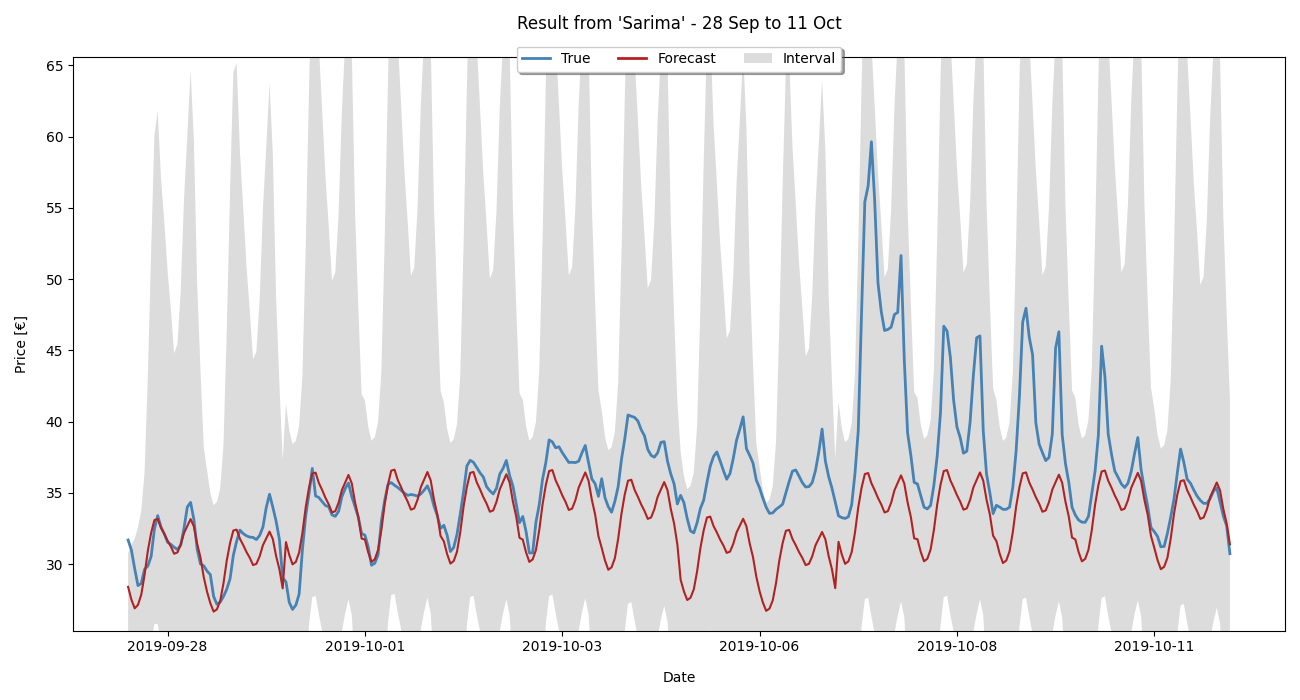 Result from 'Sarima' - 28 Sep to 11 Oct
True Forecast Interval
65
60
55
50
45
40
35
30
Price [€]
2019-09-28 2019-10-01 2019-10-03 2019-10-06 2019-10-08 2019-10-11
Date